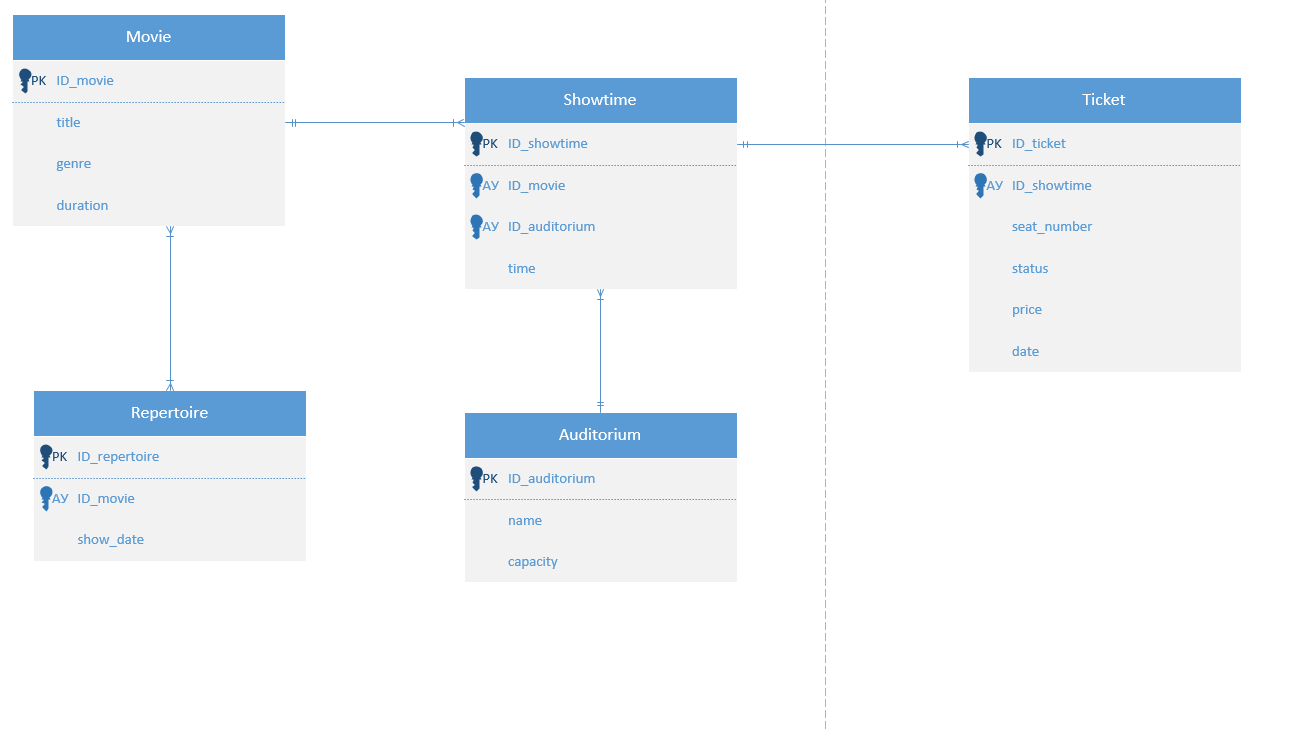 Movie
PK ID_movie
title
genre
duration
Showtime
PK ID_showtime
АУ ID_movie
АУ ID_auditorium
time
Ticket
PK ID_ticket
АУ ID_showtime
seat_number
status
price
date
Repertoire
PK ID_repertoire
АУ ID_movie
show_date
Auditorium
PK ID_auditorium
name
capacity